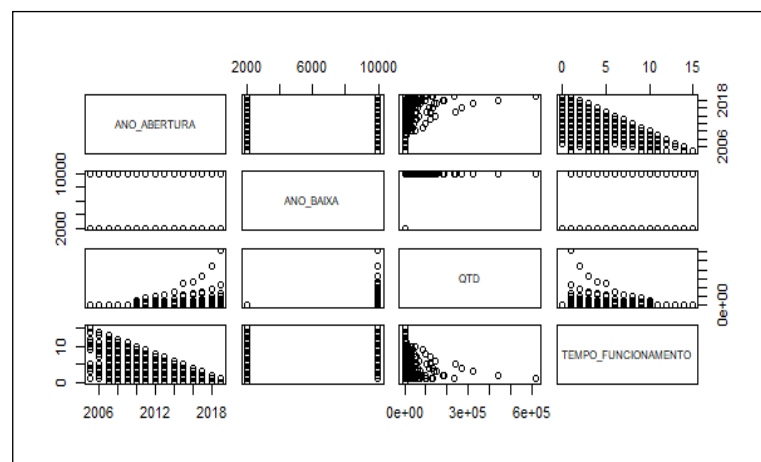 2000 6000 10000 0 5 10 15
ANO_ABERTURA
2006 2018
2000 10000
ANO_BAIXA
QTD
0e+00
0 10
TEMPO_FUNCIONAMENTO
2006 2012 2018 0e+00 3e+05 6e+05